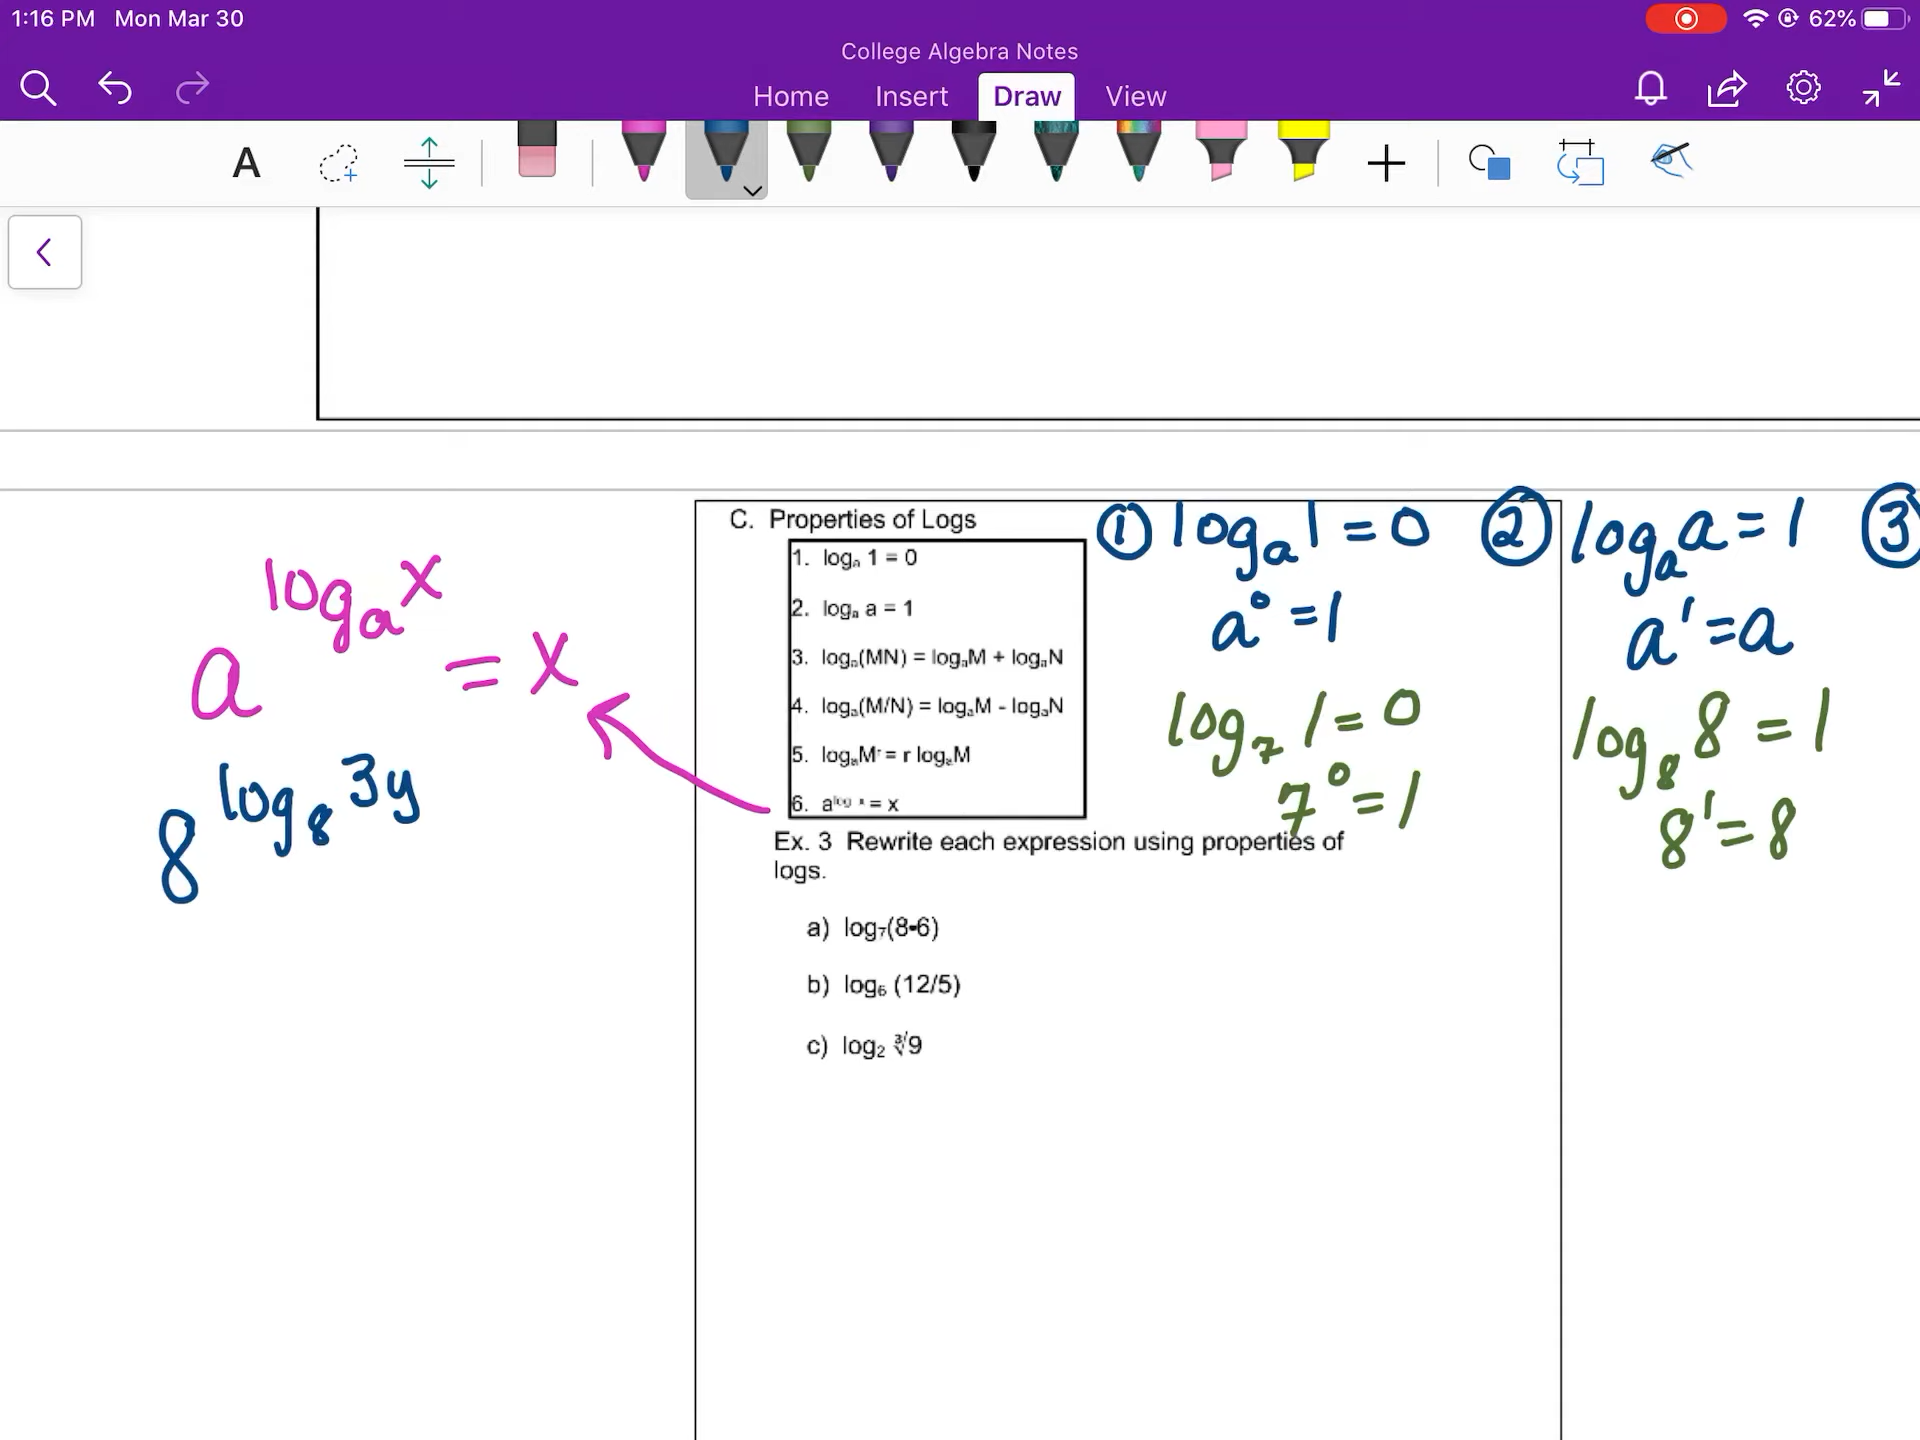 1:16 PM Mon Mar 30
62%
College Algebra Notes
Home Insert Draw View
A
C. Properties of Logs
1. logₐ 1 = 0
2. logₐ a = 1
3. logₐ(MN) = logₐM + logₐN
4. logₐ(M/N) = logₐM - logₐN
5. logₐMʳ = r logₐM
6. a^log x = x
Ex. 3 Rewrite each expression using properties of
logs.
a) log₇(8•6)
b) log₆ (12/5)
c) log₂ ∛9
a^logₐx = x
8^log₈3y
① logₐ1 = 0
a⁰ = 1
log₇ 1 = 0
7⁰ = 1
② logₐa = 1
a¹ = a
log₈ 8 = 1
8¹ = 8
③